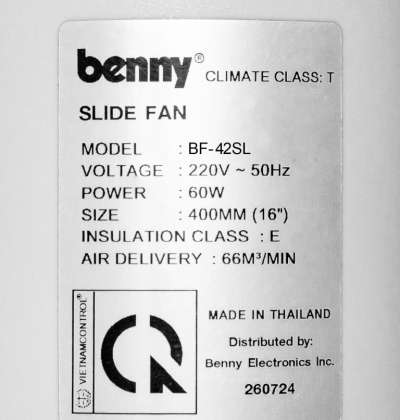 benny® CLIMATE CLASS: T
SLIDE FAN
MODEL : BF-42SL
VOLTAGE : 220V ~ 50Hz
POWER : 60W
SIZE : 400MM (16")
INSULATION CLASS : E
AIR DELIVERY : 66M³/MIN
VIETNAMCONTROL®
CR
MADE IN THAILAND
Distributed by:
Benny Electronics Inc.
260724